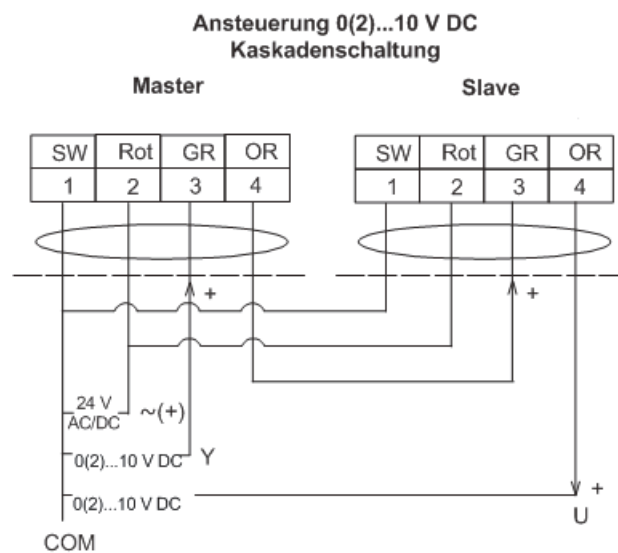 Ansteuerung 0(2)...10 V DC
Kaskadenschaltung
Master
Slave
SW Rot GR OR
1 2 3 4
SW Rot GR OR
1 2 3 4
+
+
24 V
AC/DC
~(+)
0(2)...10 V DC
Y
0(2)...10 V DC
+
U
COM